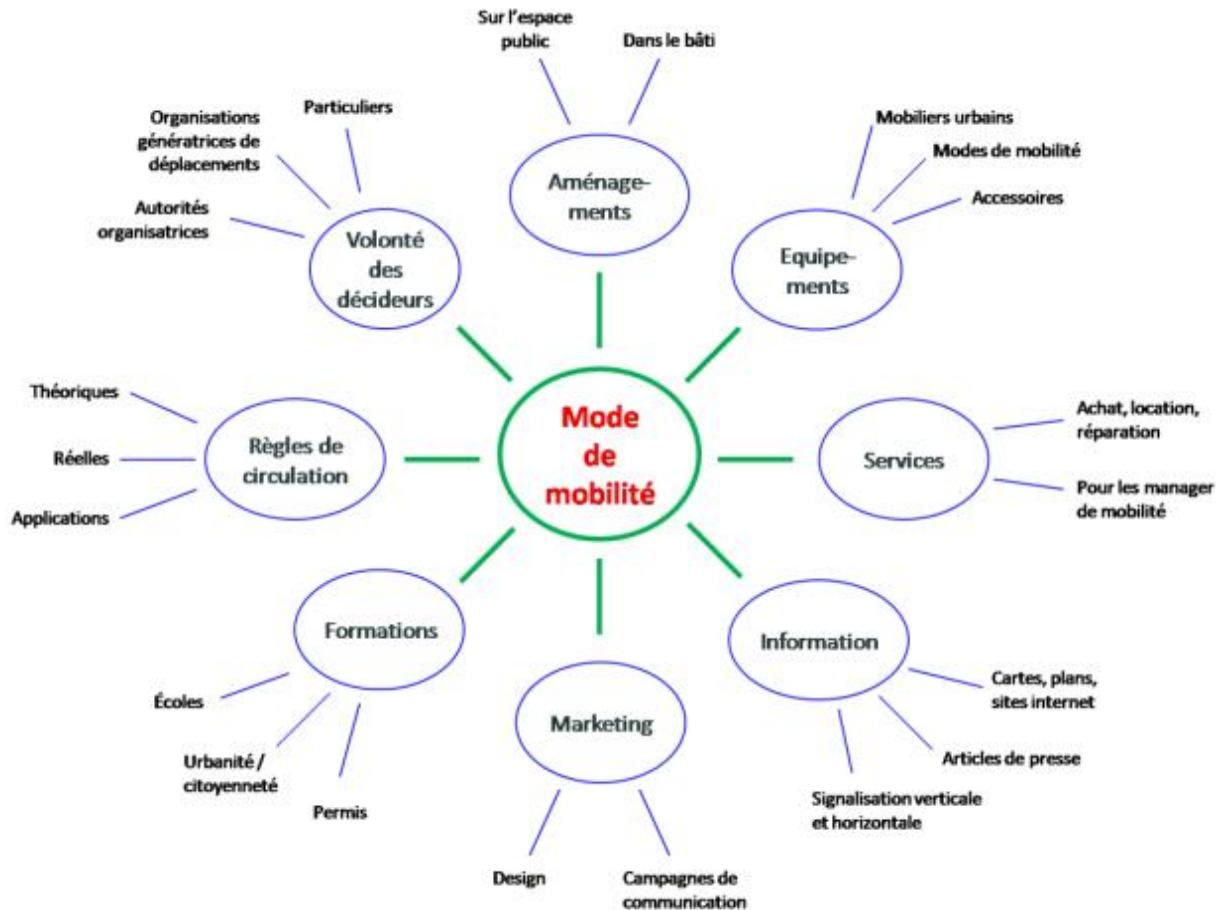 Sur l'espace
public
Dans le bâti
Aménage-
ments
Mobiliers urbains
Modes de mobilité
Accessoires
Equipe-
ments
Achat, location,
réparation
Pour les manager
de mobilité
Services
Information
Cartes, plans,
sites internet
Articles de presse
Signalisation verticale
et horizontale
Marketing
Campagnes de
communication
Design
Formations
Permis
Urbanité /
citoyenneté
Écoles
Règles de
circulation
Applications
Réelles
Théoriques
Volonté
des
décideurs
Autorités
organisatrices
Organisations
génératrices de
déplacements
Particuliers
Mode
de
mobilité